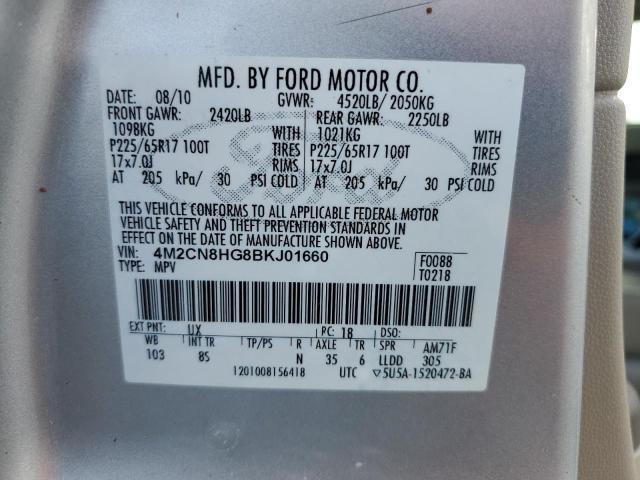 MFD. BY FORD MOTOR CO.
DATE: 08/10 GVWR: 4520LB/ 2050KG
FRONT GAWR: 2420LB REAR GAWR: 2250LB
1098KG WITH 1021KG WITH
P225/65R17 100T TIRES P225/65R17 100T TIRES
17x7.0J RIMS 17x7.0J RIMS
AT 205 kPa/ 30 PSI COLD AT 205 kPa/ 30 PSI COLD
THIS VEHICLE CONFORMS TO ALL APPLICABLE FEDERAL MOTOR
VEHICLE SAFETY AND THEFT PREVENTION STANDARDS IN
EFFECT ON THE DATE OF MANUFACTURE SHOWN ABOVE.
VIN: 4M2CN8HG8BKJ01660 F0088
TYPE: MPV T0218
EXT PNT: UX PC: 18 DSO:
WB INT TR TP/PS R AXLE TR SPR AM71F
103 8S N 35 6 LLDD 305
1201008156418 UTC ▽5U5A-1520472-BA
Ford